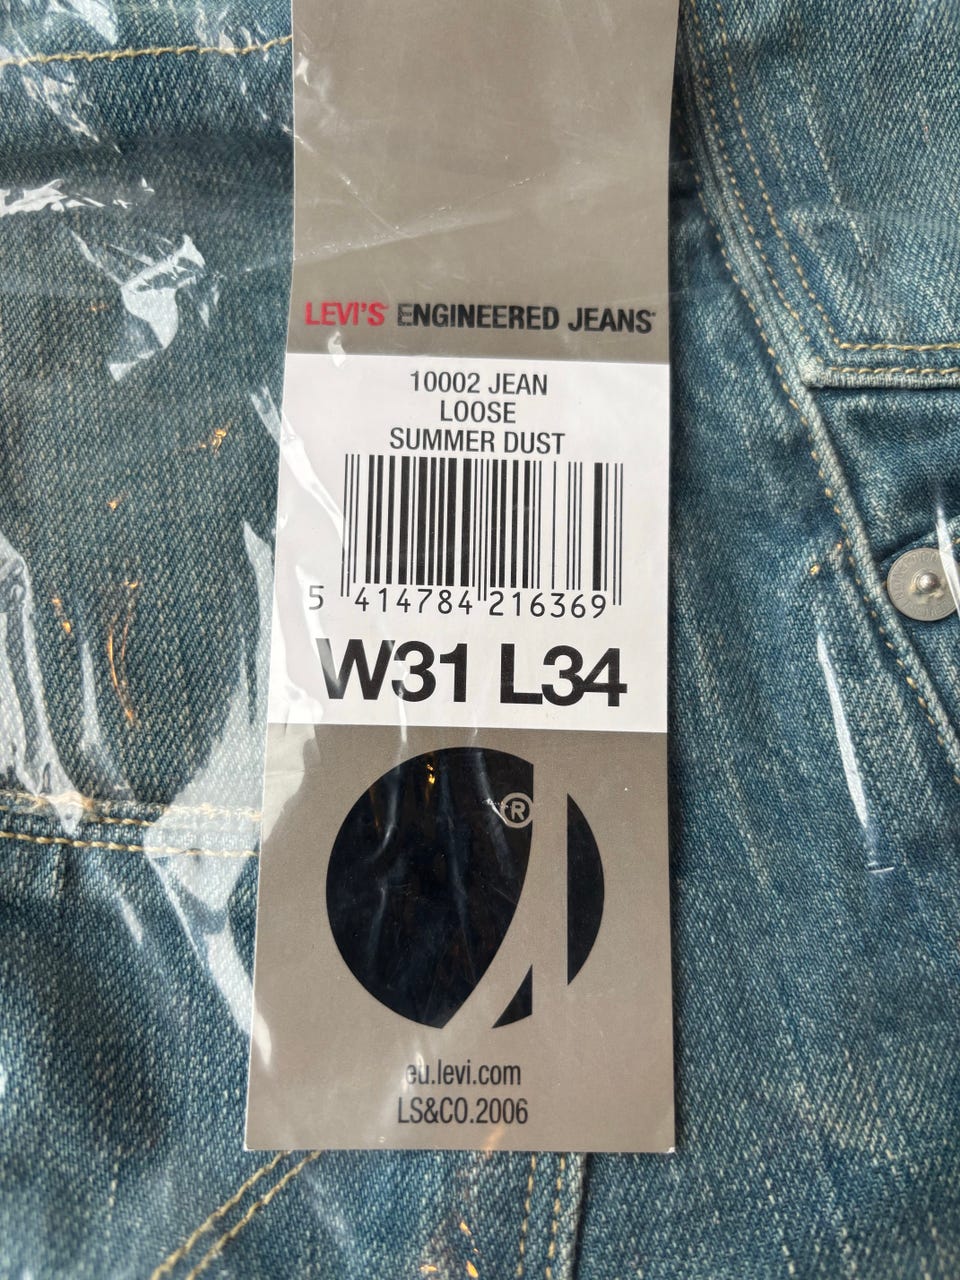 LEVI'S ENGINEERED JEANS
10002 JEAN
LOOSE
SUMMER DUST
5 414784 216369
W31 L34
®
eu.levi.com
LS&CO.2006